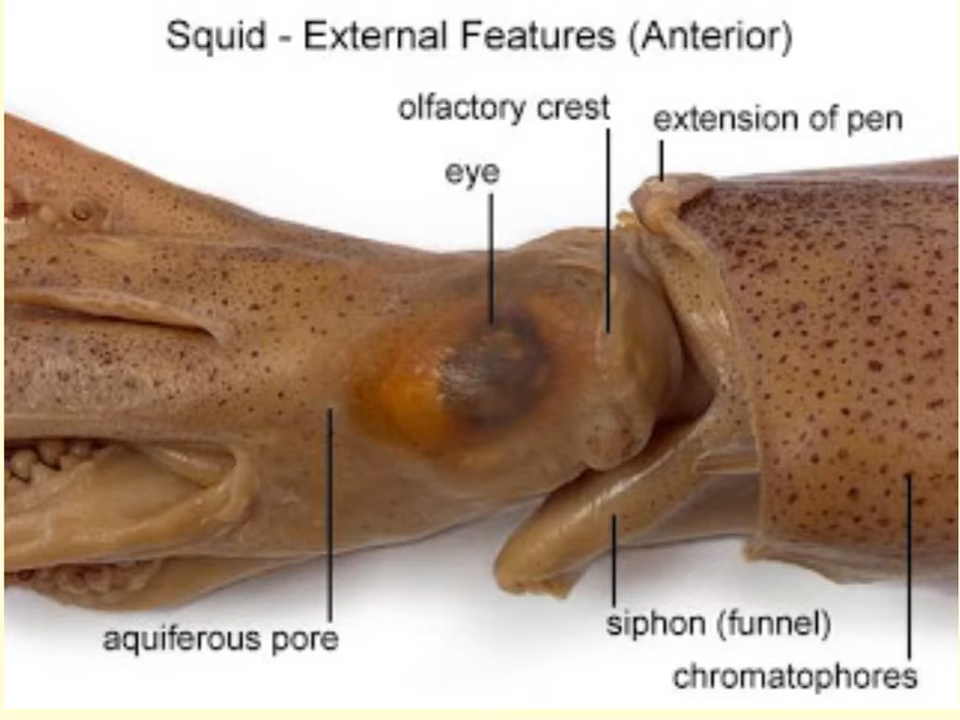 Squid - External Features (Anterior)
olfactory crest
extension of pen
eye
aquiferous pore
siphon (funnel)
chromatophores